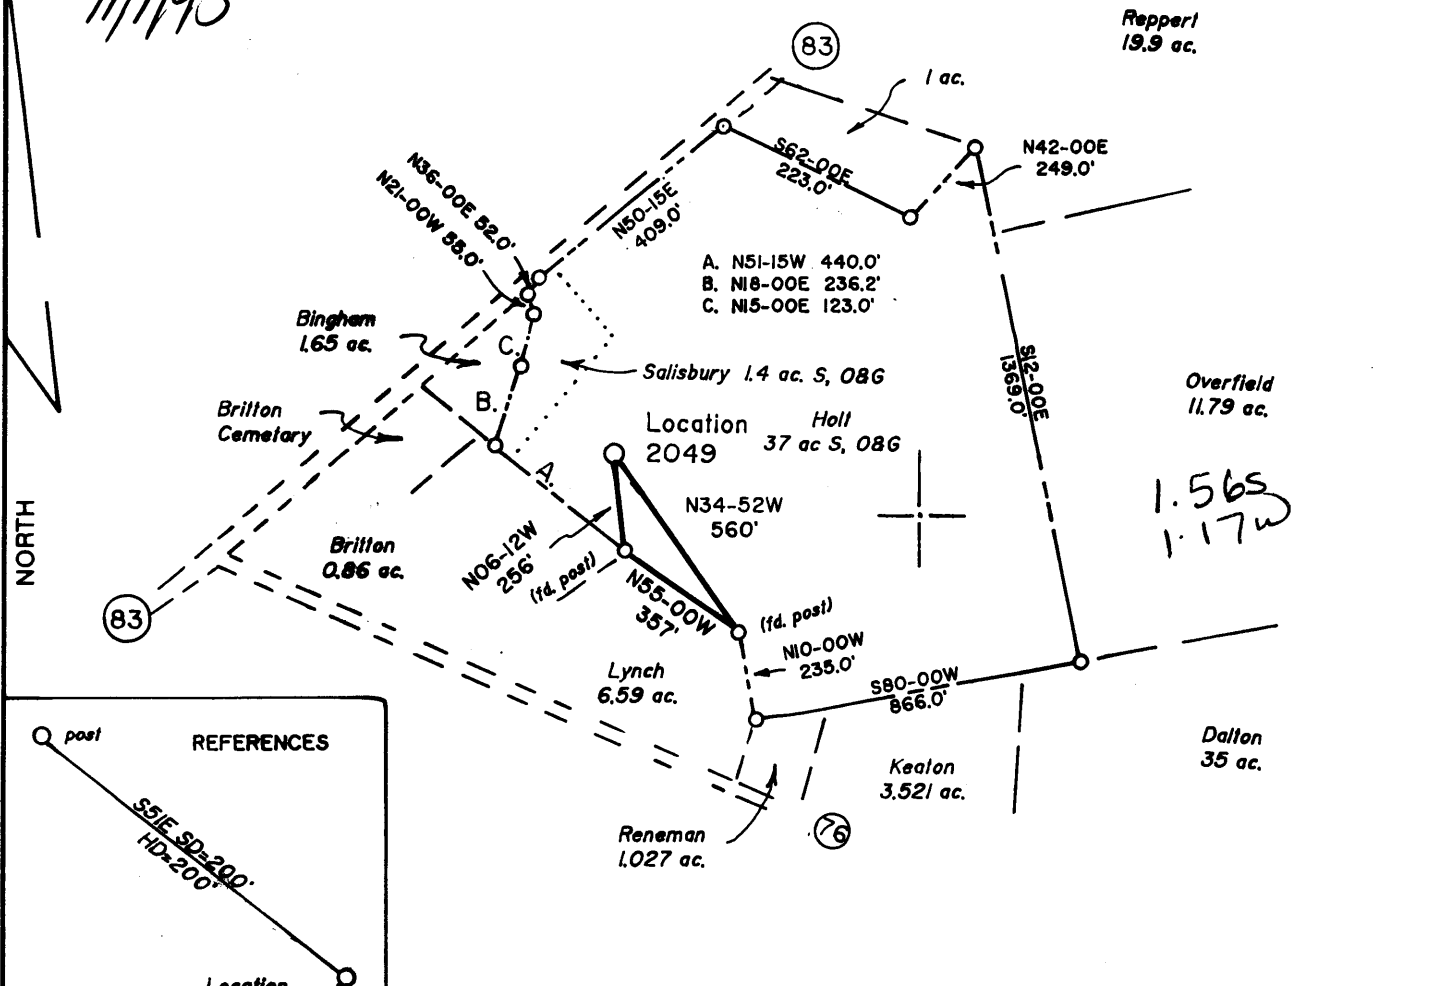 11/1/90
Reppert
19.9 ac.
83
1 ac.
N42-00E
249.0'
S62-00E
223.0'
N36-00E 52.0'
N21-00W 55.0'
N50-15E
409.0'
A. N51-15W 440.0'
B. N18-00E 236.2'
C. N15-00E 123.0'
Bingham
1.65 ac.
C.
S12-00E
1369.0'
Salisbury 1.4 ac. S, O&G
Overfield
11.79 ac.
B.
Britton
Cemetary
Location
2049
Holt
37 ac S, O&G
A.
1.56S
1.17W
N34-52W
560'
NORTH
Britton
0.86 ac.
N06-12W
256'
(fd. post)
N55-00W
357'
(fd. post)
83
N10-00W
235.0'
Lynch
6.59 ac.
S80-00W
866.0'
post
REFERENCES
Dalton
35 ac.
Keaton
3.521 ac.
S51E SD=200'
HD=200'
Reneman
1.027 ac.
76
Location